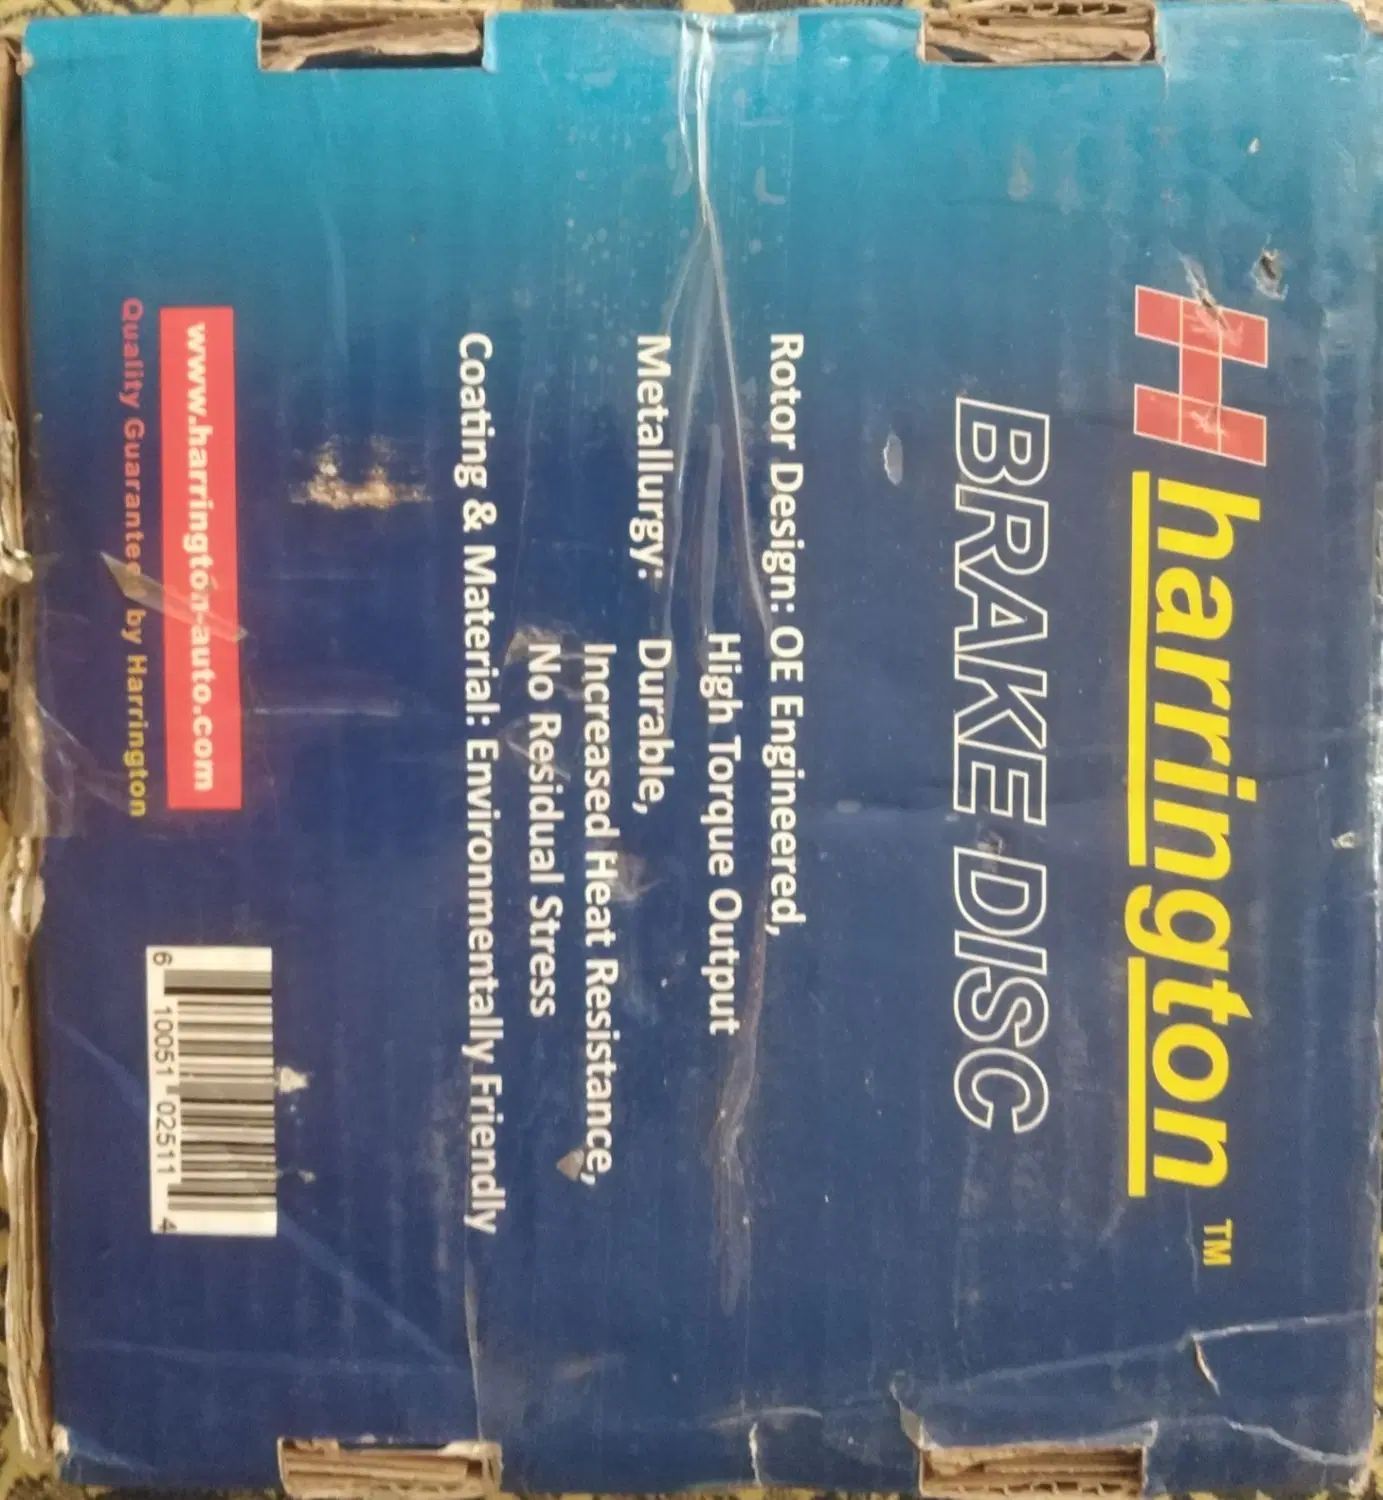 harrington™
BRAKE DISC
Rotor Design: OE Engineered,
High Torque Output
Metallurgy: Durable,
Increased Heat Resistance,
No Residual Stress
Coating & Material: Environmentally Friendly
www.harrington-auto.com
Quality Guaranteed by Harrington
6 10051 02511 4